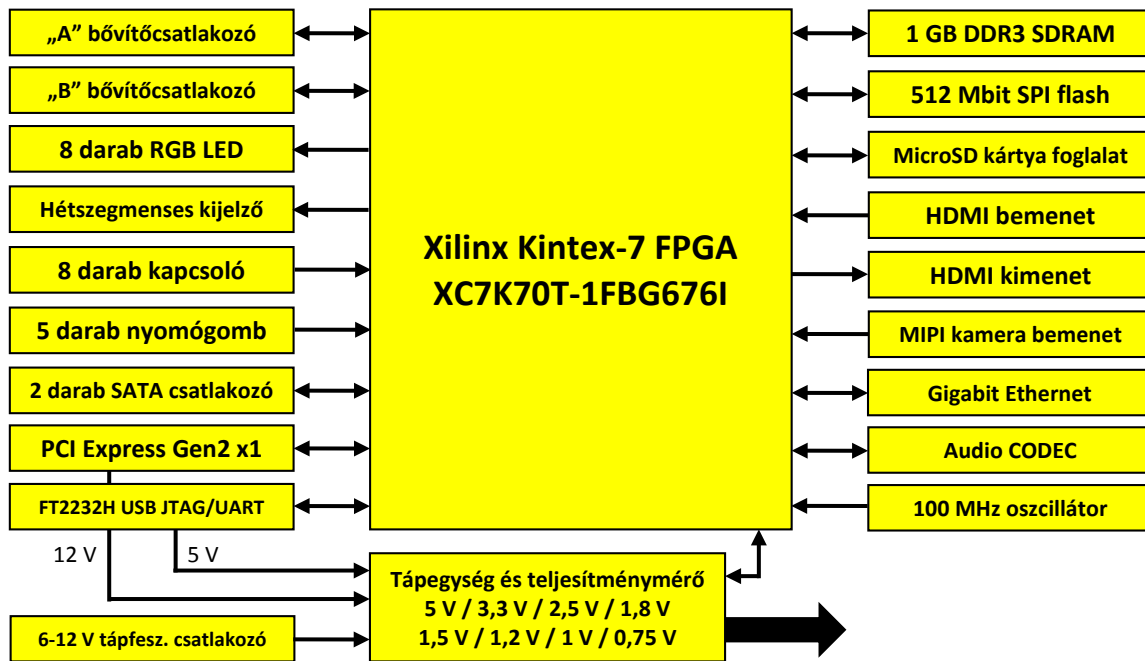 „A” bővítőcsatlakozó
„B” bővítőcsatlakozó
8 darab RGB LED
Hétszegmenses kijelző
8 darab kapcsoló
5 darab nyomógomb
2 darab SATA csatlakozó
PCI Express Gen2 x1
FT2232H USB JTAG/UART
12 V
5 V
6-12 V tápfesz. csatlakozó
Xilinx Kintex-7 FPGA
XC7K70T-1FBG676I
Tápegység és teljesítménymérő
5 V / 3,3 V / 2,5 V / 1,8 V
1,5 V / 1,2 V / 1 V / 0,75 V
1 GB DDR3 SDRAM
512 Mbit SPI flash
MicroSD kártya foglalat
HDMI bemenet
HDMI kimenet
MIPI kamera bemenet
Gigabit Ethernet
Audio CODEC
100 MHz oszcillátor